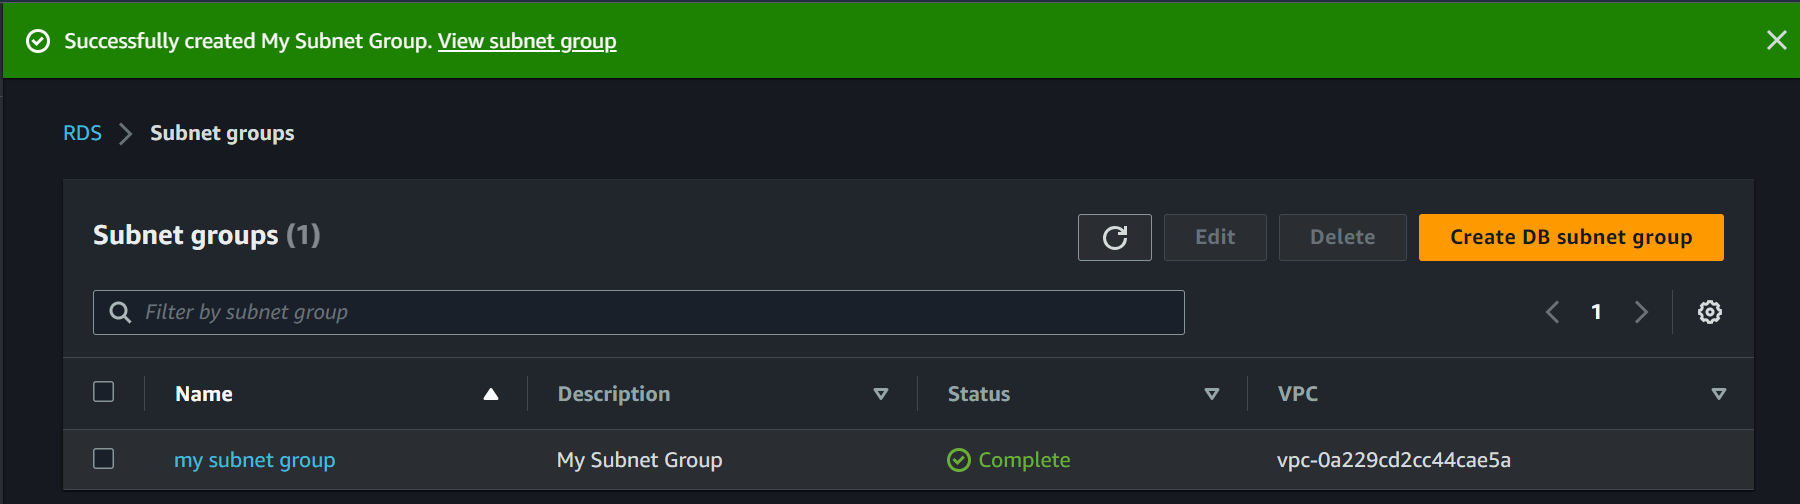 Successfully created My Subnet Group. View subnet group
RDS Subnet groups
Subnet groups (1)
Edit Delete Create DB subnet group
Filter by subnet group
1
Name Description Status VPC
my subnet group My Subnet Group Complete vpc-0a229cd2cc44cae5a